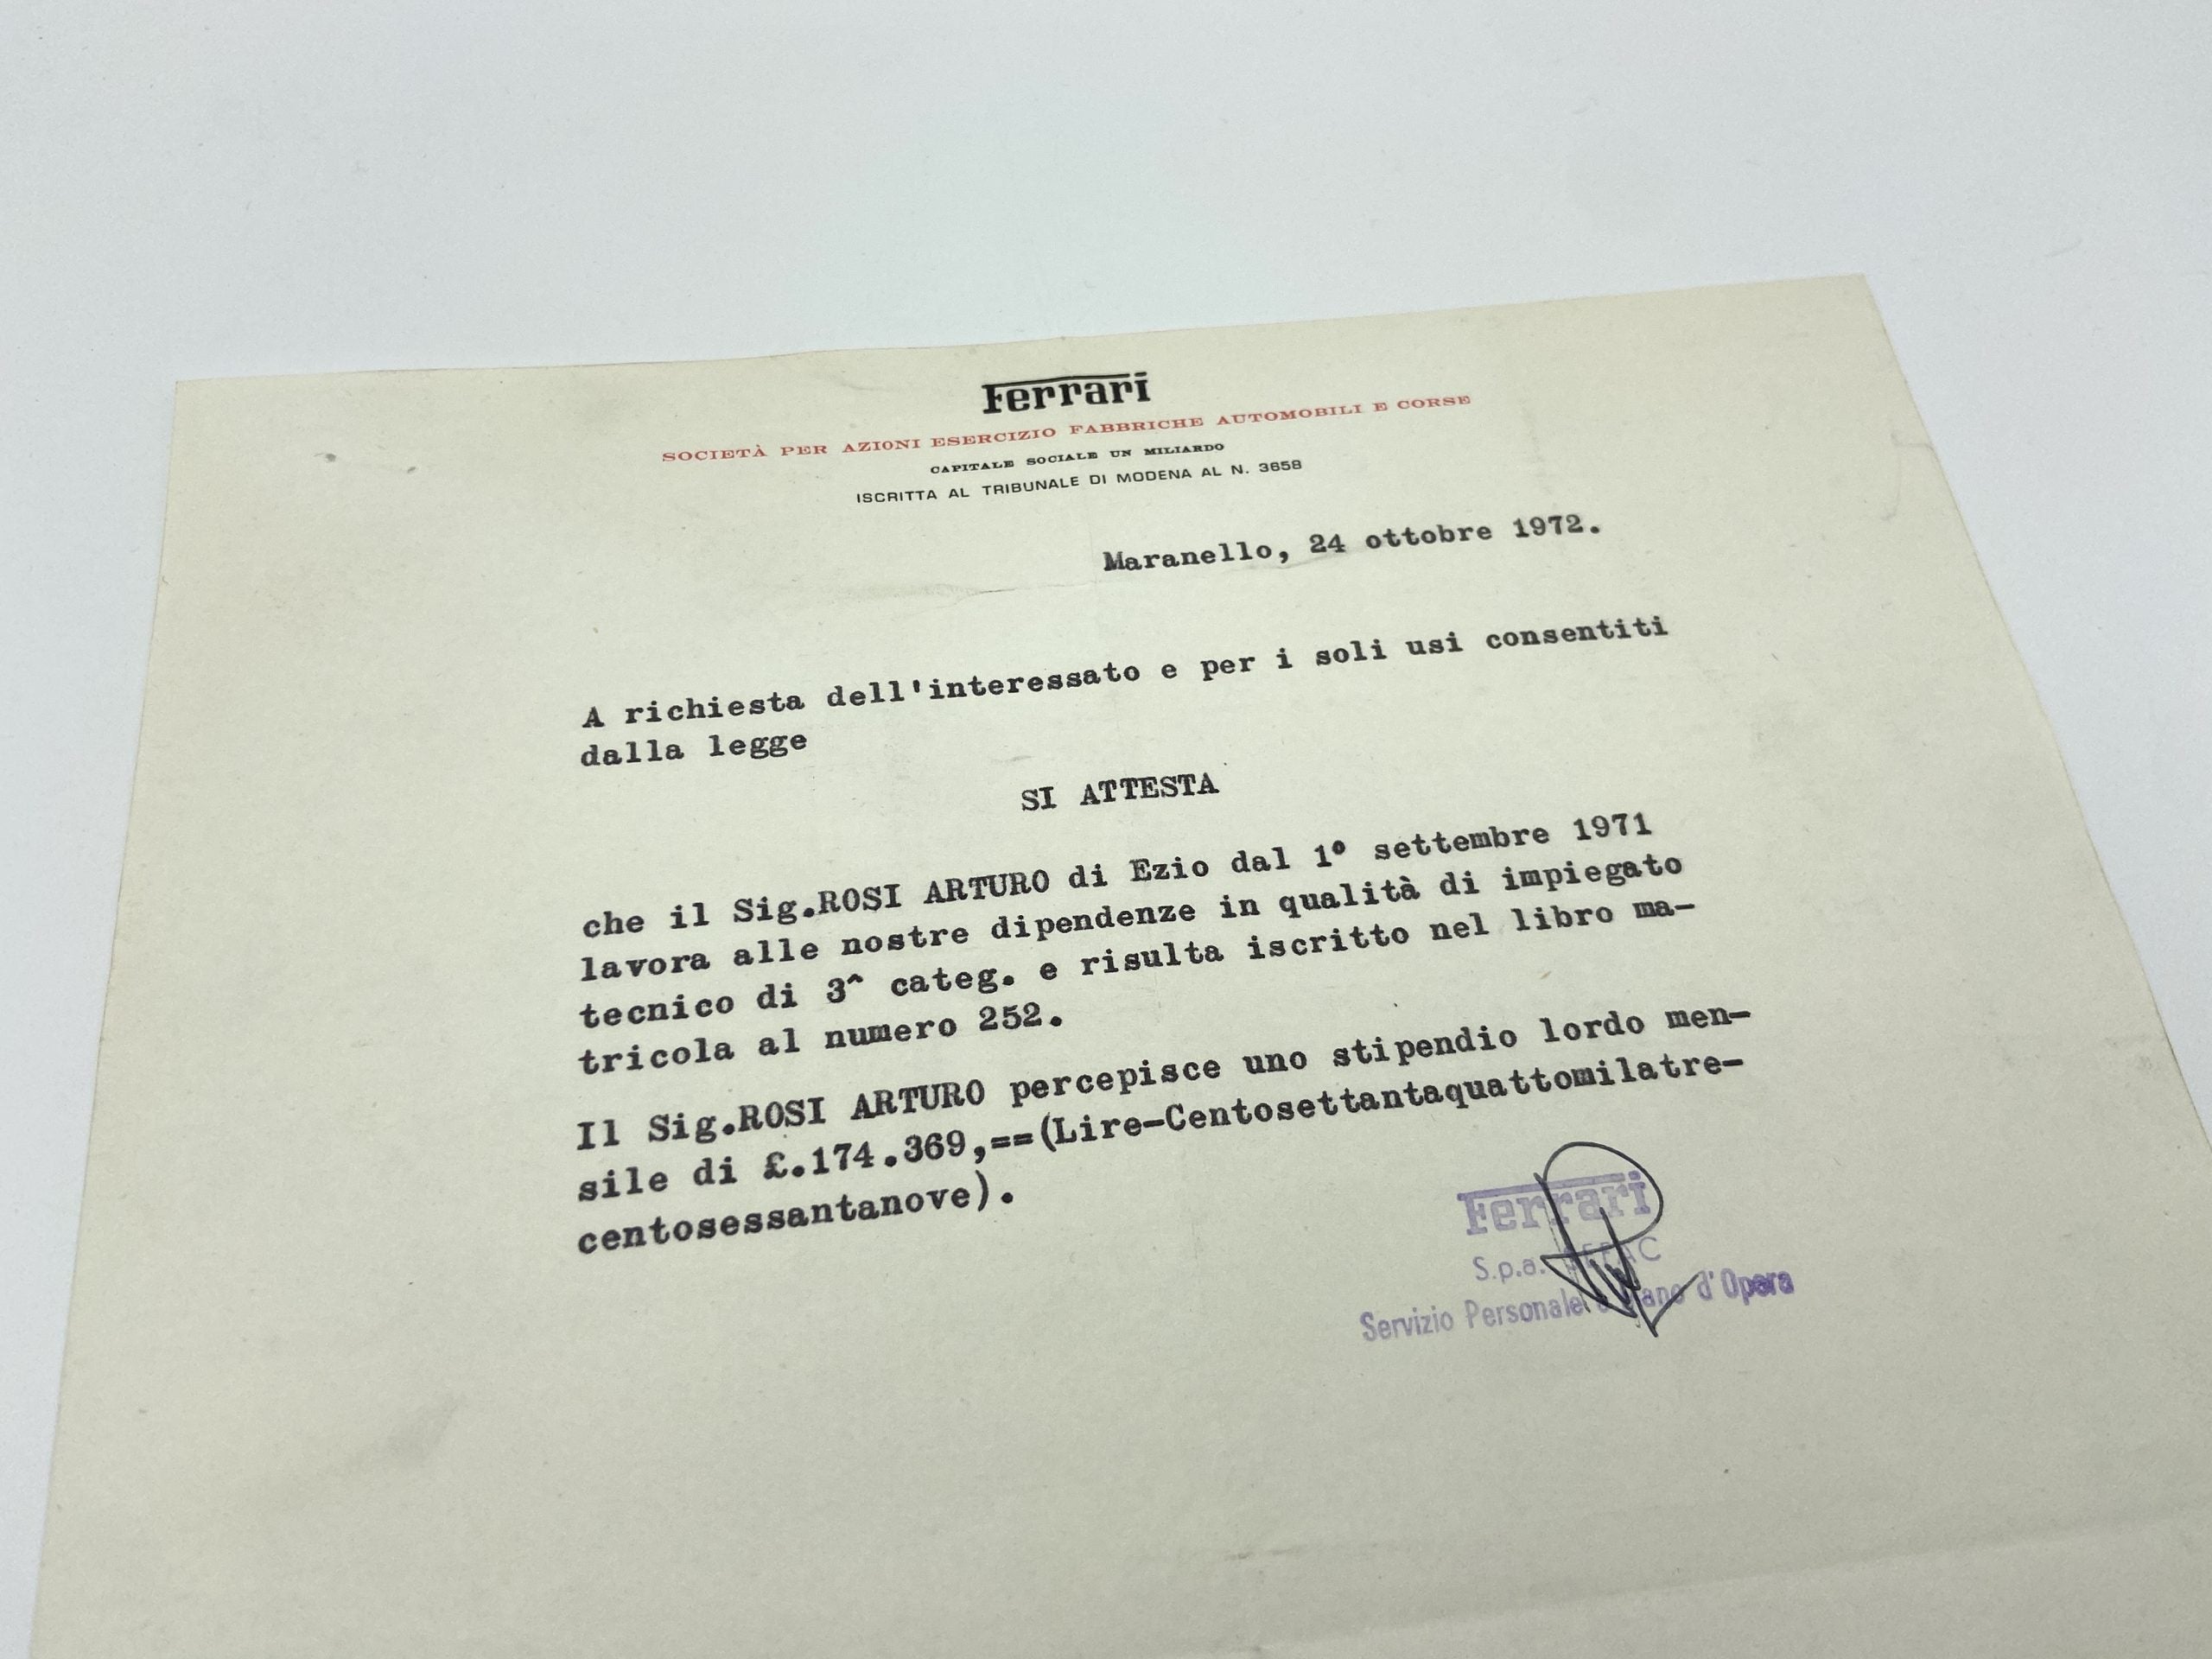 Ferrari
SOCIETÀ PER AZIONI ESERCIZIO FABBRICHE AUTOMOBILI E CORSE
CAPITALE SOCIALE UN MILIARDO
ISCRITTA AL TRIBUNALE DI MODENA AL N. 3658
Maranello, 24 ottobre 1972.
A richiesta dell'interessato e per i soli usi consentiti
dalla legge
SI ATTESTA
che il Sig.ROSI ARTURO di Ezio dal 1° settembre 1971
lavora alle nostre dipendenze in qualità di impiegato
tecnico di 3^ categ. e risulta iscritto nel libro ma-
tricola al numero 252.
Il Sig.ROSI ARTURO percepisce uno stipendio lordo men-
sile di £.174.369,==(Lire-Centosettantaquattomilatre-
centosessantanove).
Ferrari
S.p.a. SEFAC
Servizio Personale e Mano d'Opera